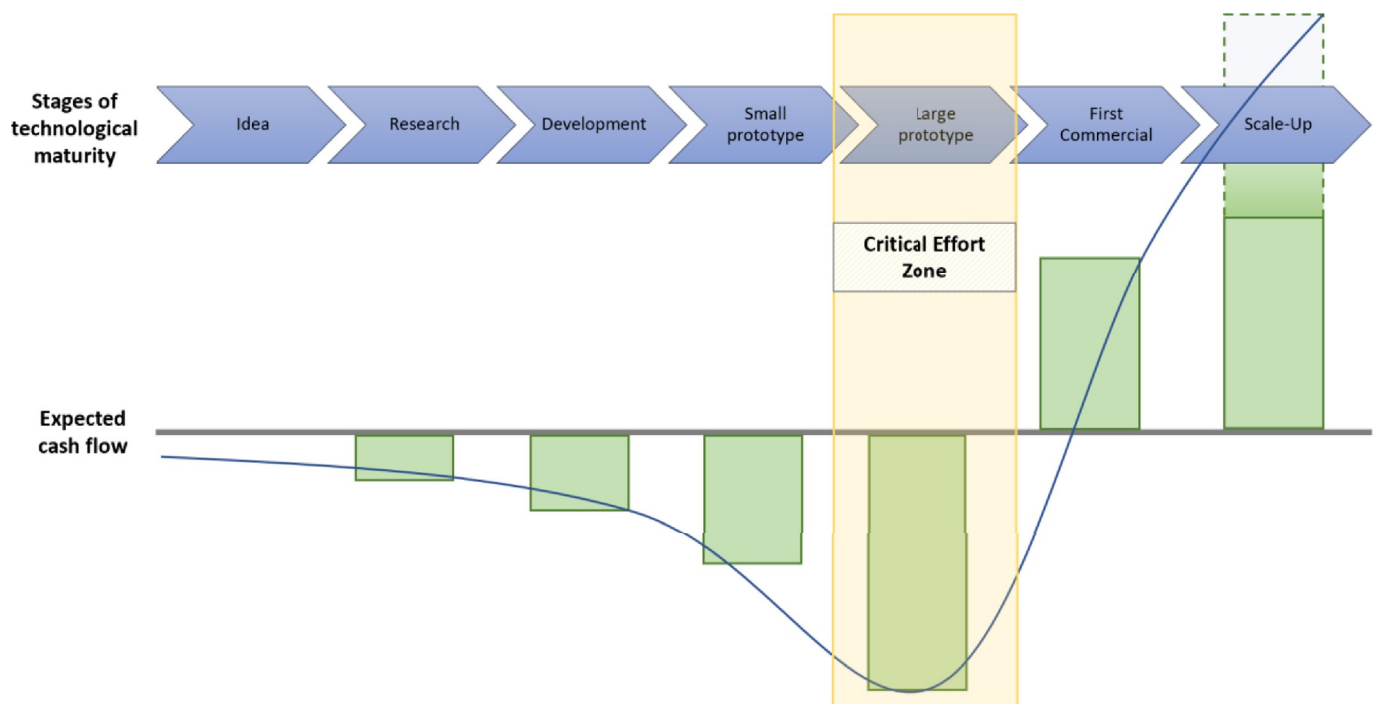 Stages of
technological
maturity
Idea
Research
Development
Small
prototype
Large
prototype
First
Commercial
Scale-Up
Critical Effort
Zone
Expected
cash flow